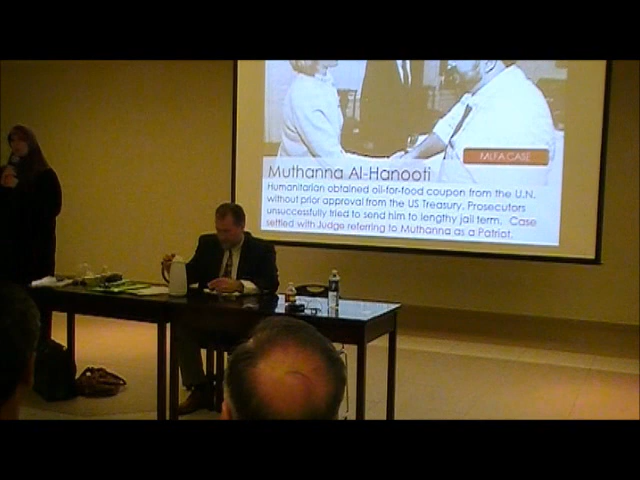 MLFA CASE
Muthanna Al-Hanooti
Humanitarian obtained oil-for-food coupon from the U.N.
without prior approval from the US Treasury. Prosecutors
unsuccessfully tried to send him to lengthy jail term. Case
settled with Judge referring to Muthanna as a Patriot.